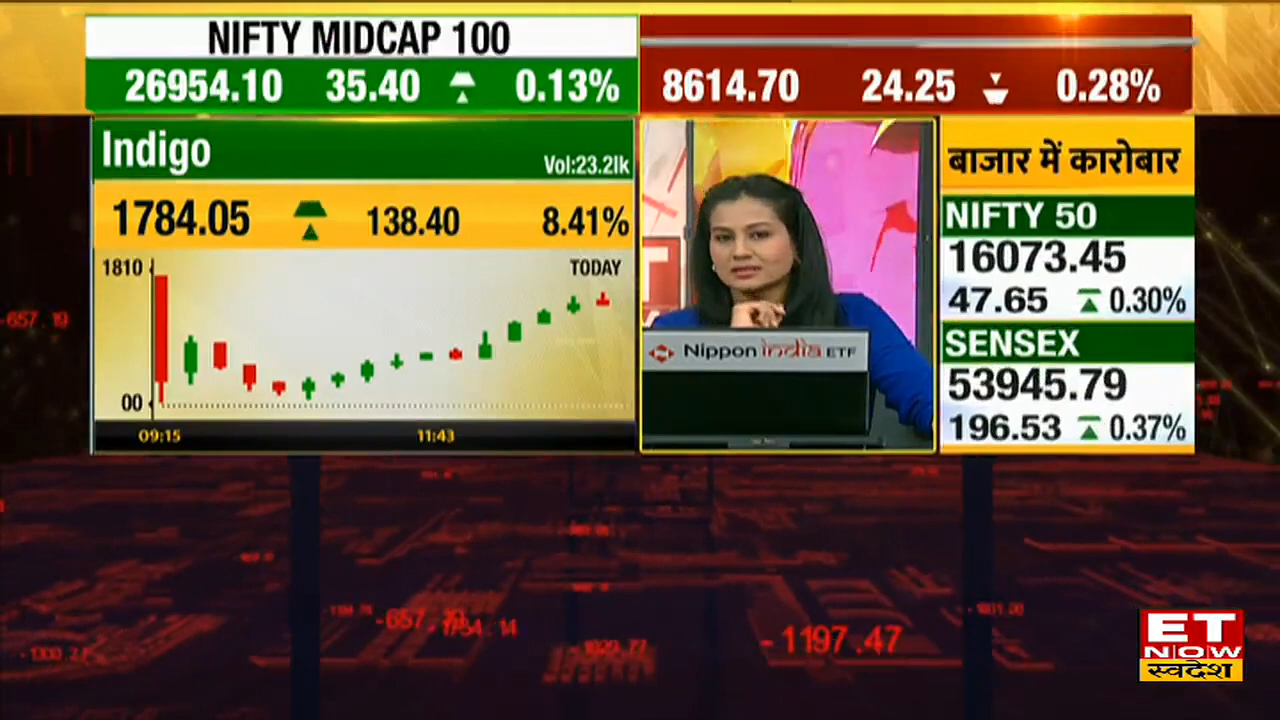 NIFTY MIDCAP 100
26954.10 35.40 0.13%
8614.70 24.25 0.28%
Indigo
Vol:23.2lk
1784.05 138.40 8.41%
1810
TODAY
00
09:15 11:43
Nippon india ETF
बाजार में कारोबार
NIFTY 50
16073.45
47.65 0.30%
SENSEX
53945.79
196.53 0.37%
-657.19
-657.19
-1197.47
ET
NOW
स्वदेश